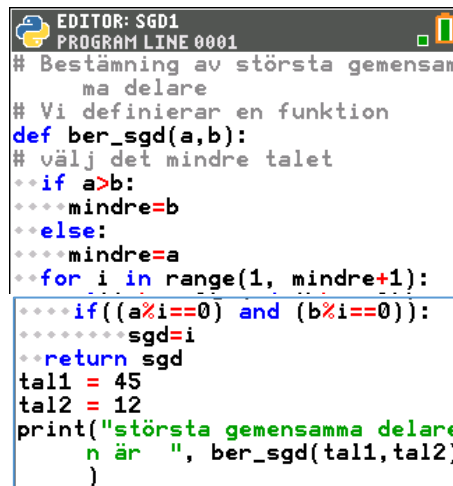 EDITOR: SGD1
PROGRAM LINE 0001
# Bestämning av största gemensam
ma delare
# Vi definierar en funktion
def ber_sgd(a,b):
# välj det mindre talet
if a>b:
mindre=b
else:
mindre=a
for i in range(1, mindre+1):
if((a%i==0) and (b%i==0)):
sgd=i
return sgd
tal1 = 45
tal2 = 12
print("största gemensamma delare
n är  ", ber_sgd(tal1,tal2)
)